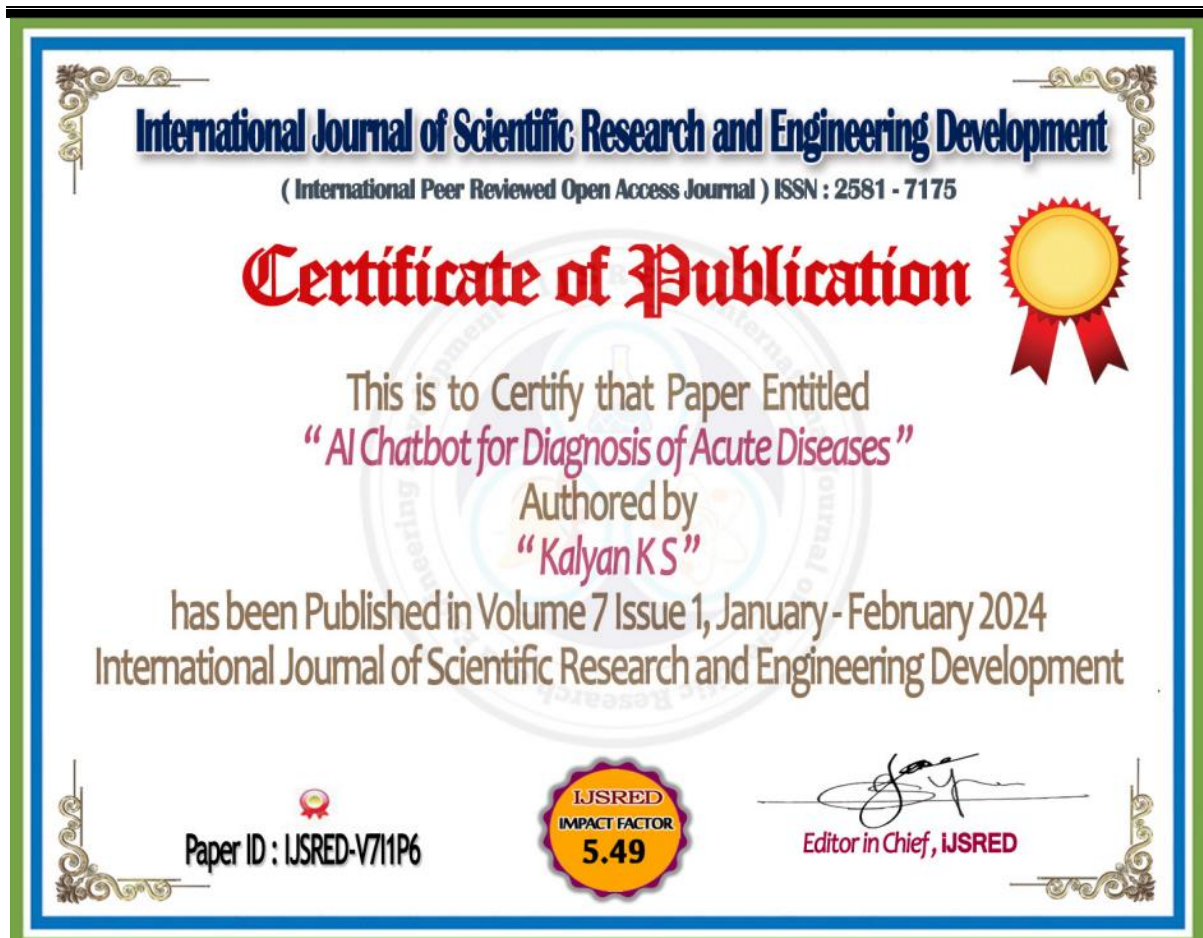 International Journal of Scientific Research and Engineering Development
( International Peer Reviewed Open Access Journal ) ISSN : 2581 - 7175
Certificate of Publication
This is to Certify that Paper Entitled
“ AI Chatbot for Diagnosis of Acute Diseases ”
Authored by
“ Kalyan K S ”
has been Published in Volume 7 Issue 1, January - February 2024
International Journal of Scientific Research and Engineering Development
Paper ID : IJSRED-V7I1P6
IJSRED
IMPACT FACTOR
5.49
Editor in Chief , iJSRED